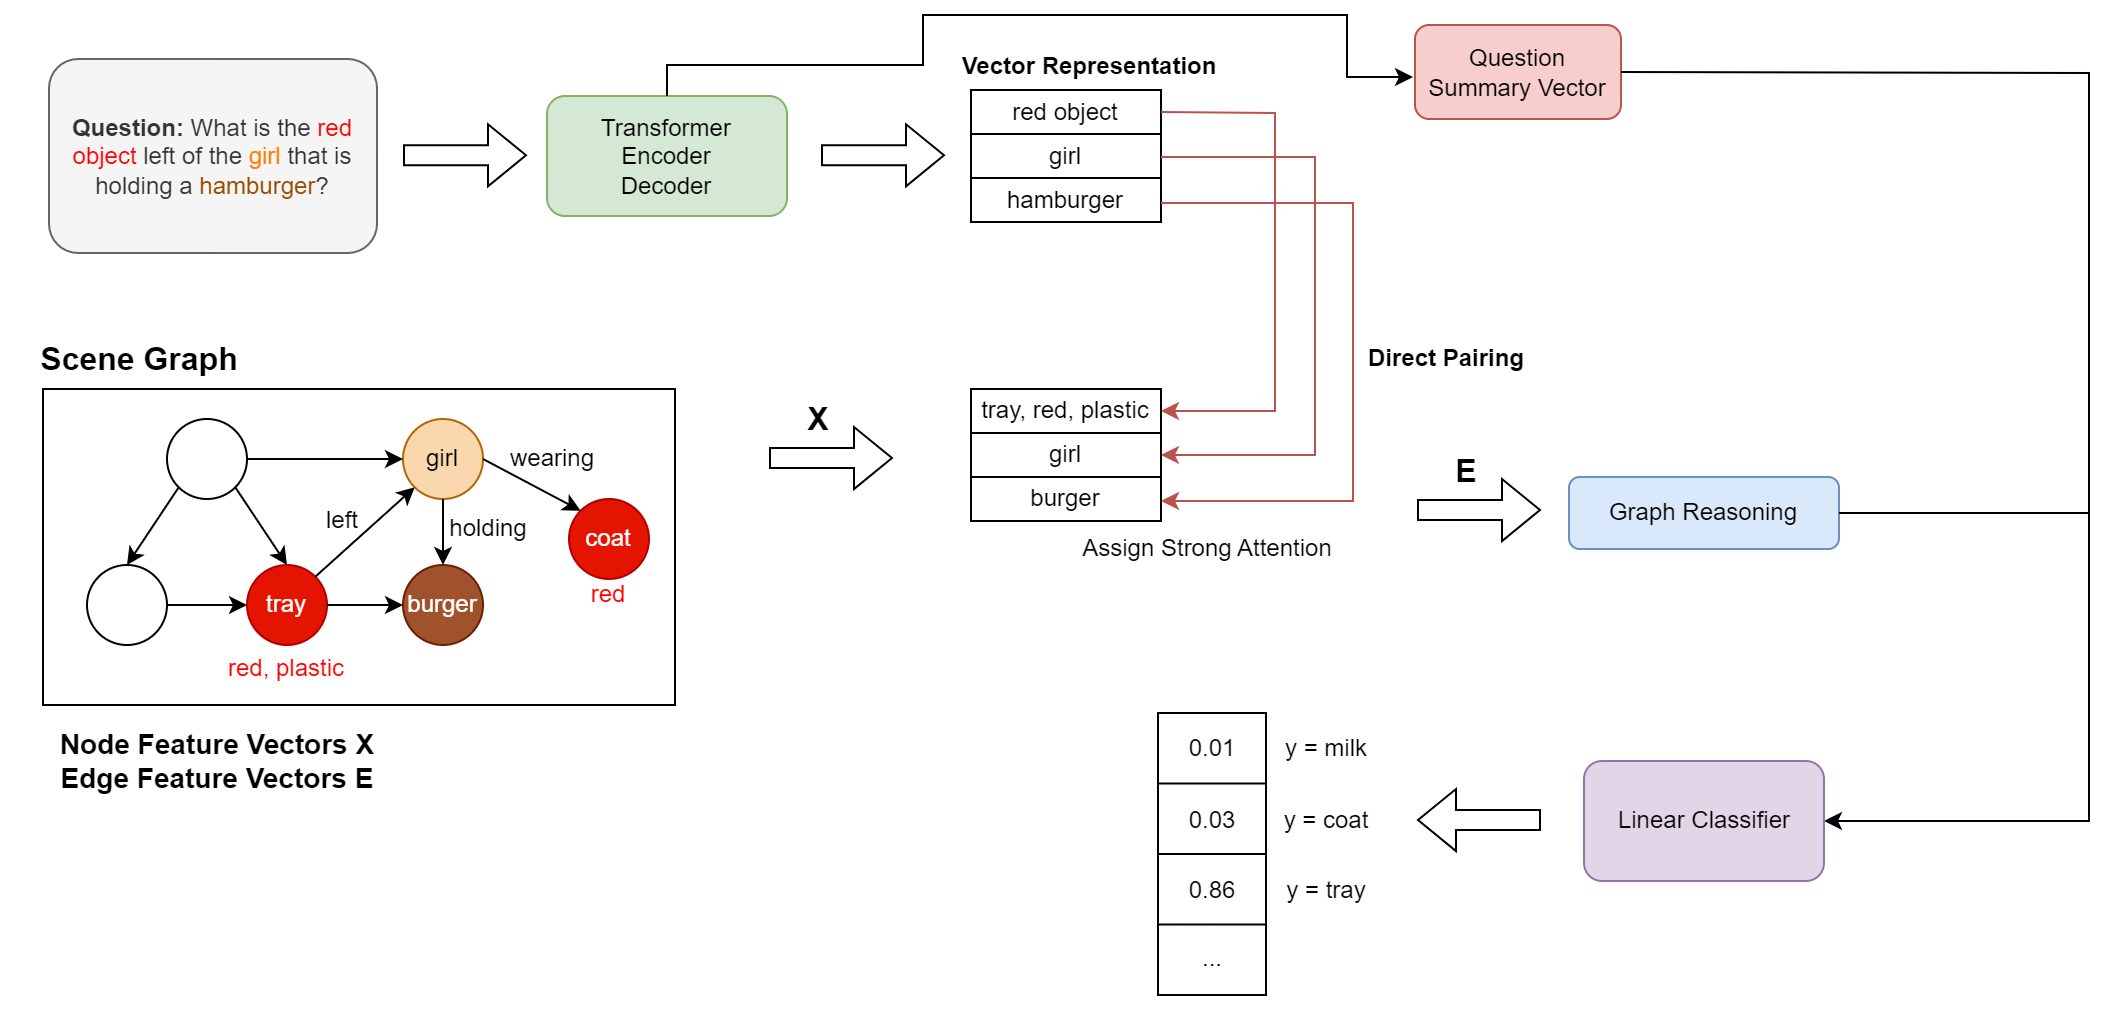 Question: What is the red
object left of the girl that is
holding a hamburger?
Transformer
Encoder
Decoder
Vector Representation
red object
girl
hamburger
Question
Summary Vector
Scene Graph
girl
wearing
left
holding
coat
red
tray
burger
red, plastic
Node Feature Vectors X
Edge Feature Vectors E
X
tray, red, plastic
girl
burger
Direct Pairing
Assign Strong Attention
E
Graph Reasoning
0.01
y = milk
0.03
y = coat
0.86
y = tray
...
Linear Classifier